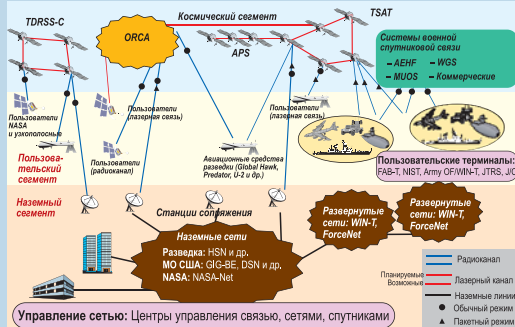 Космический сегмент
TDRSS-C
ORCA
APS
TSAT
Системы военной
спутниковой связи
– AEHF – WGS
– MUOS – Коммерческие
Пользователи
NASA
и узкополосные
Пользователи
(лазерная связь)
Пользователи
(лазерная связь)
Пользователи
(радиоканал)
Авиационные средства
разведки (Global Hawk,
Predator, U-2 и др.)
Пользова-
тельский
сегмент
Пользовательские терминалы:
FAB-T, NIST, Army OF/WIN-T, JTRS, J/C
Наземный
сегмент
Станции сопряжения
Наземные сети
Разведка: HSN и др.
МО США: GIG-BE, DSN и др.
NASA: NASA-Net
Развернутые
сети: WIN-T,
ForceNet
Развернутые
сети: WIN-T,
ForceNet
Радиоканал
Планируемые
Возможные
Лазерный канал
Наземные линии
Обычный режим
Пакетный режим
Управление сетью: Центры управления связью, сетями, спутниками